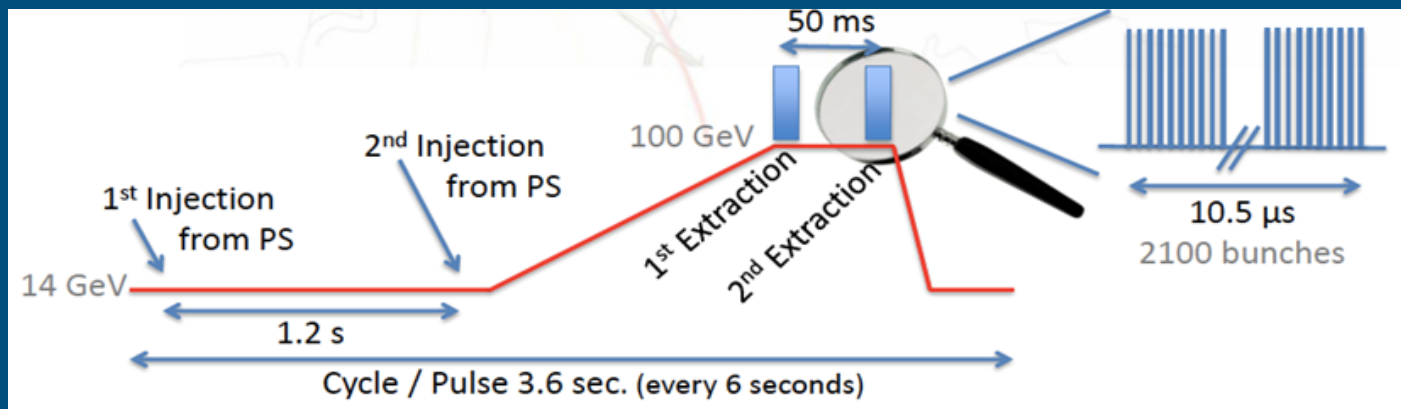 50 ms
100 GeV
2nd Injection
from PS
1st Injection
from PS
14 GeV
1.2 s
1st Extraction
2nd Extraction
10.5 µs
2100 bunches
Cycle / Pulse 3.6 sec. (every 6 seconds)